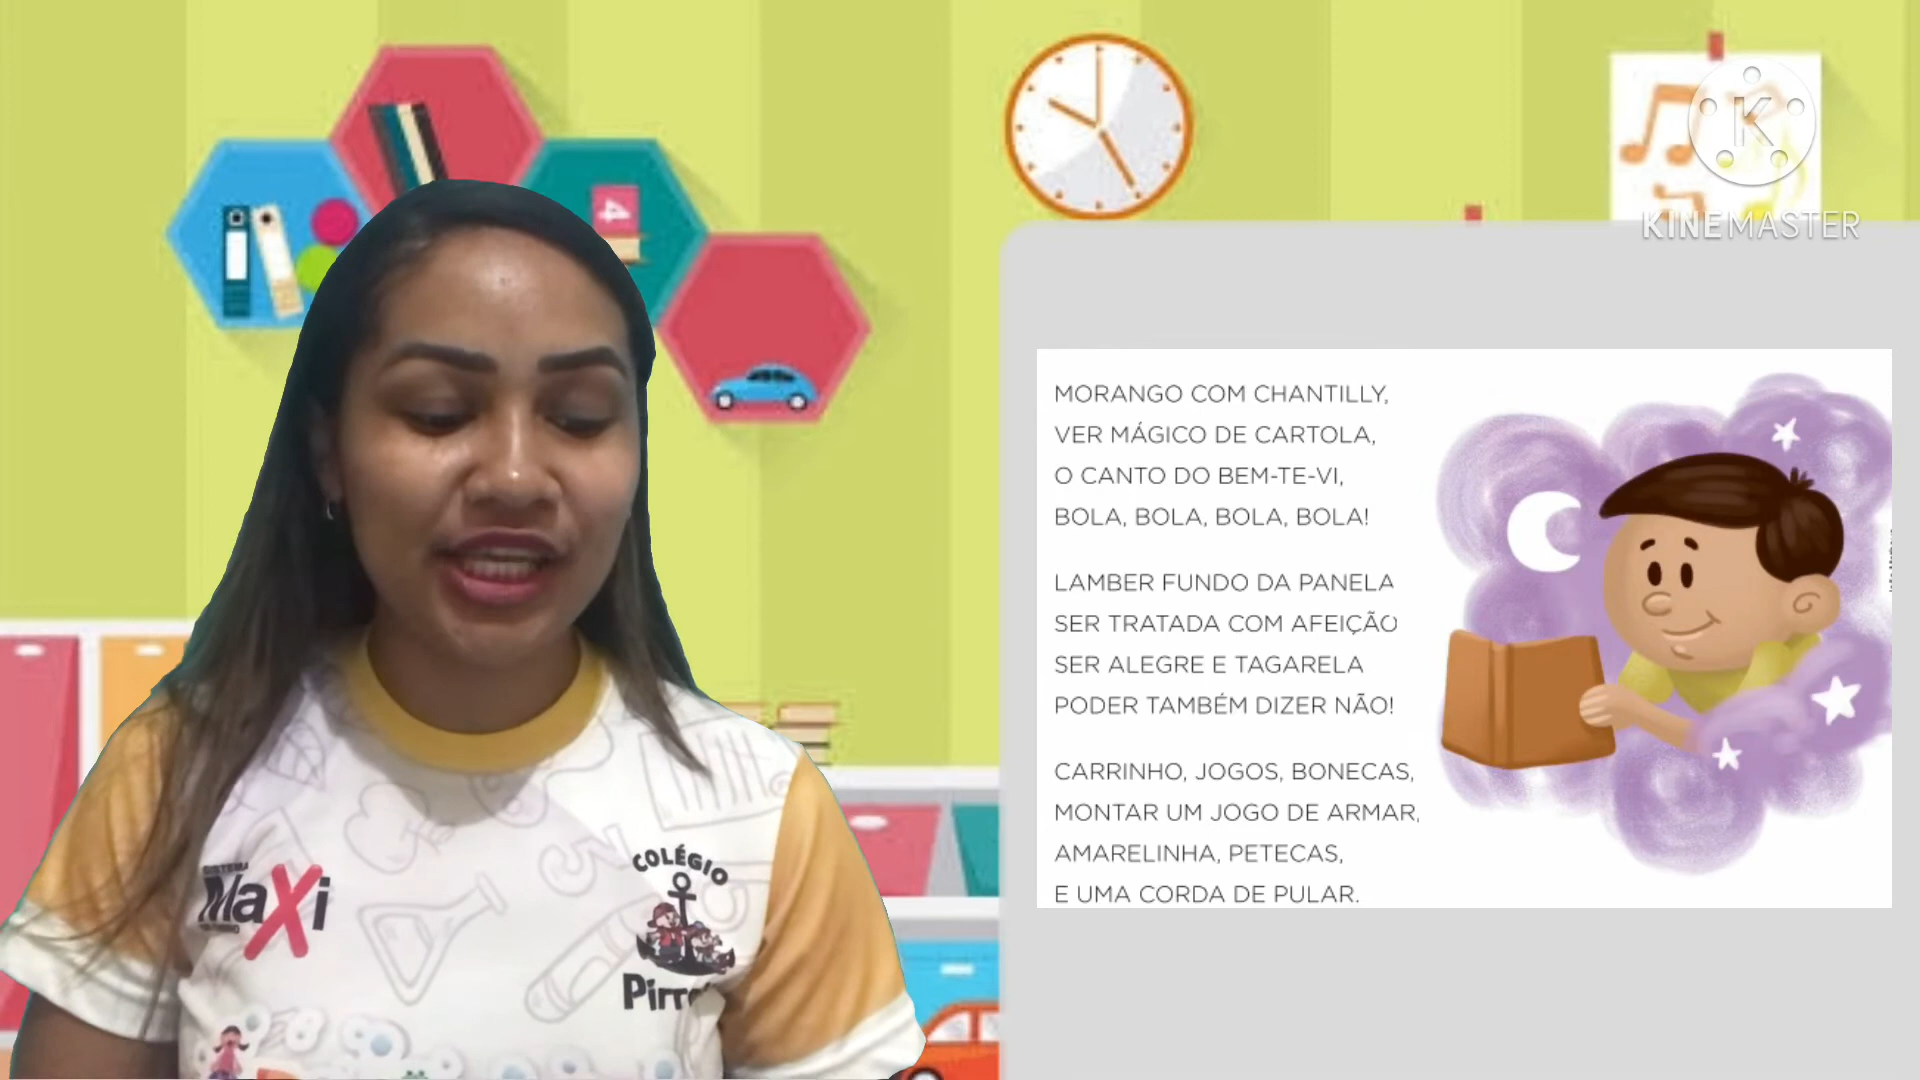 KINEMASTER
MORANGO COM CHANTILLY,
VER MÁGICO DE CARTOLA,
O CANTO DO BEM-TE-VI,
BOLA, BOLA, BOLA, BOLA!
LAMBER FUNDO DA PANELA
SER TRATADA COM AFEIÇÃO
SER ALEGRE E TAGARELA
PODER TAMBÉM DIZER NÃO!
CARRINHO, JOGOS, BONECAS,
MONTAR UM JOGO DE ARMAR,
AMARELINHA, PETECAS,
E UMA CORDA DE PULAR.
SISTEMA
MaXi
COLÉGIO
4
K